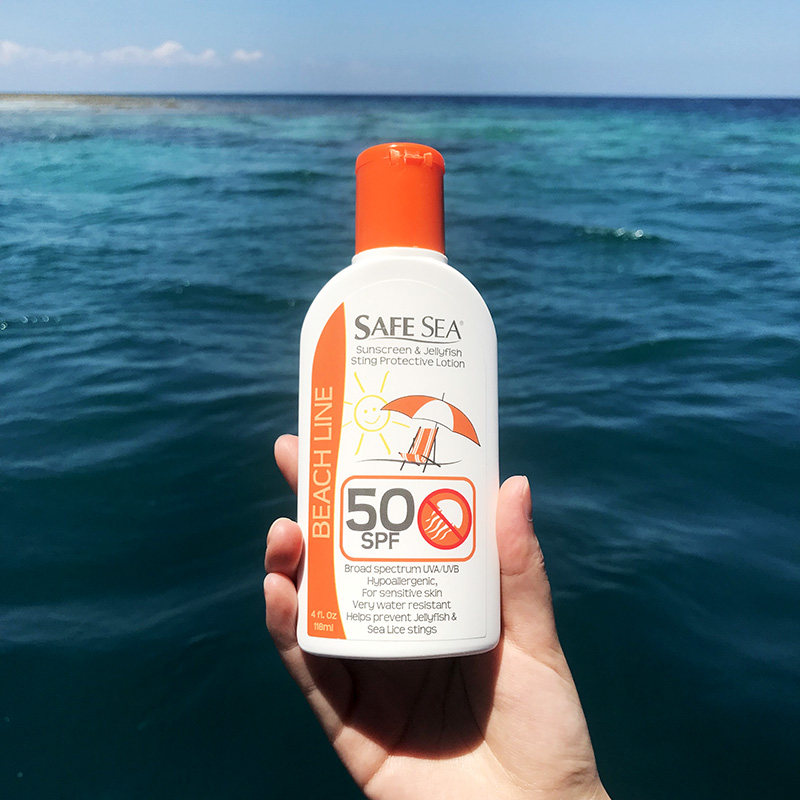 SAFE SEA®
Sunscreen & Jellyfish
Sting Protective Lotion
BEACH LINE
50
SPF
Broad spectrum UVA/UVB
Hypoallergenic,
For sensitive skin
Very water resistant
Helps prevent Jellyfish &
Sea Lice stings
4 fl. Oz
118ml